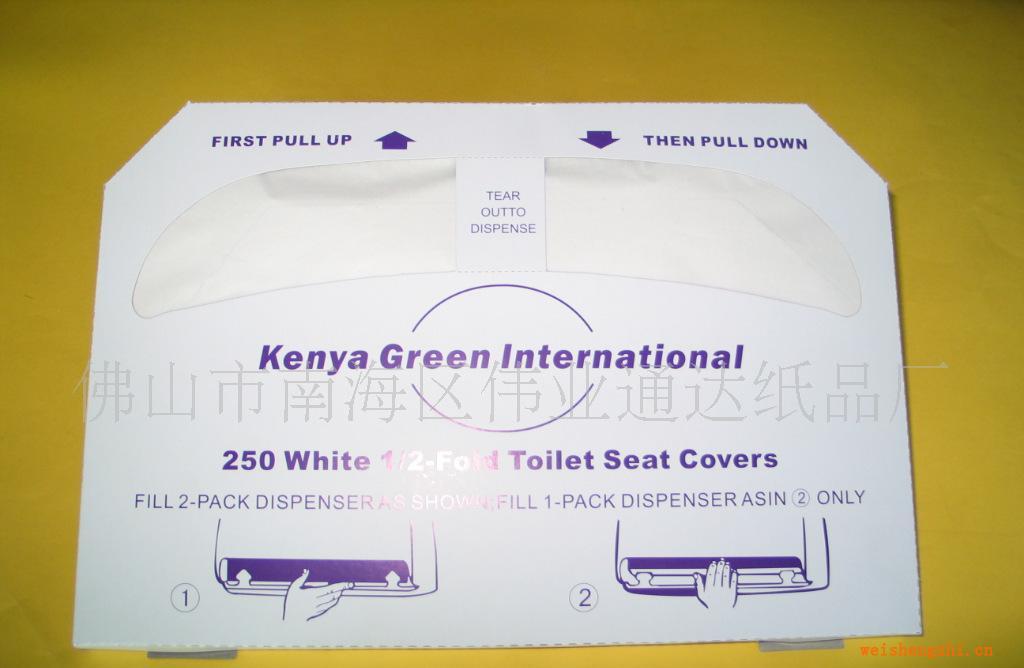 FIRST PULL UP THEN PULL DOWN
TEAR
OUTTO
DISPENSE
Kenya Green International
佛山市南海区伟业通达纸品厂
250 White 1/2-Fold Toilet Seat Covers
FILL 2-PACK DISPENSER AS SHOWN;FILL 1-PACK DISPENSER ASIN ② ONLY
① ②
weishengzhi.cn